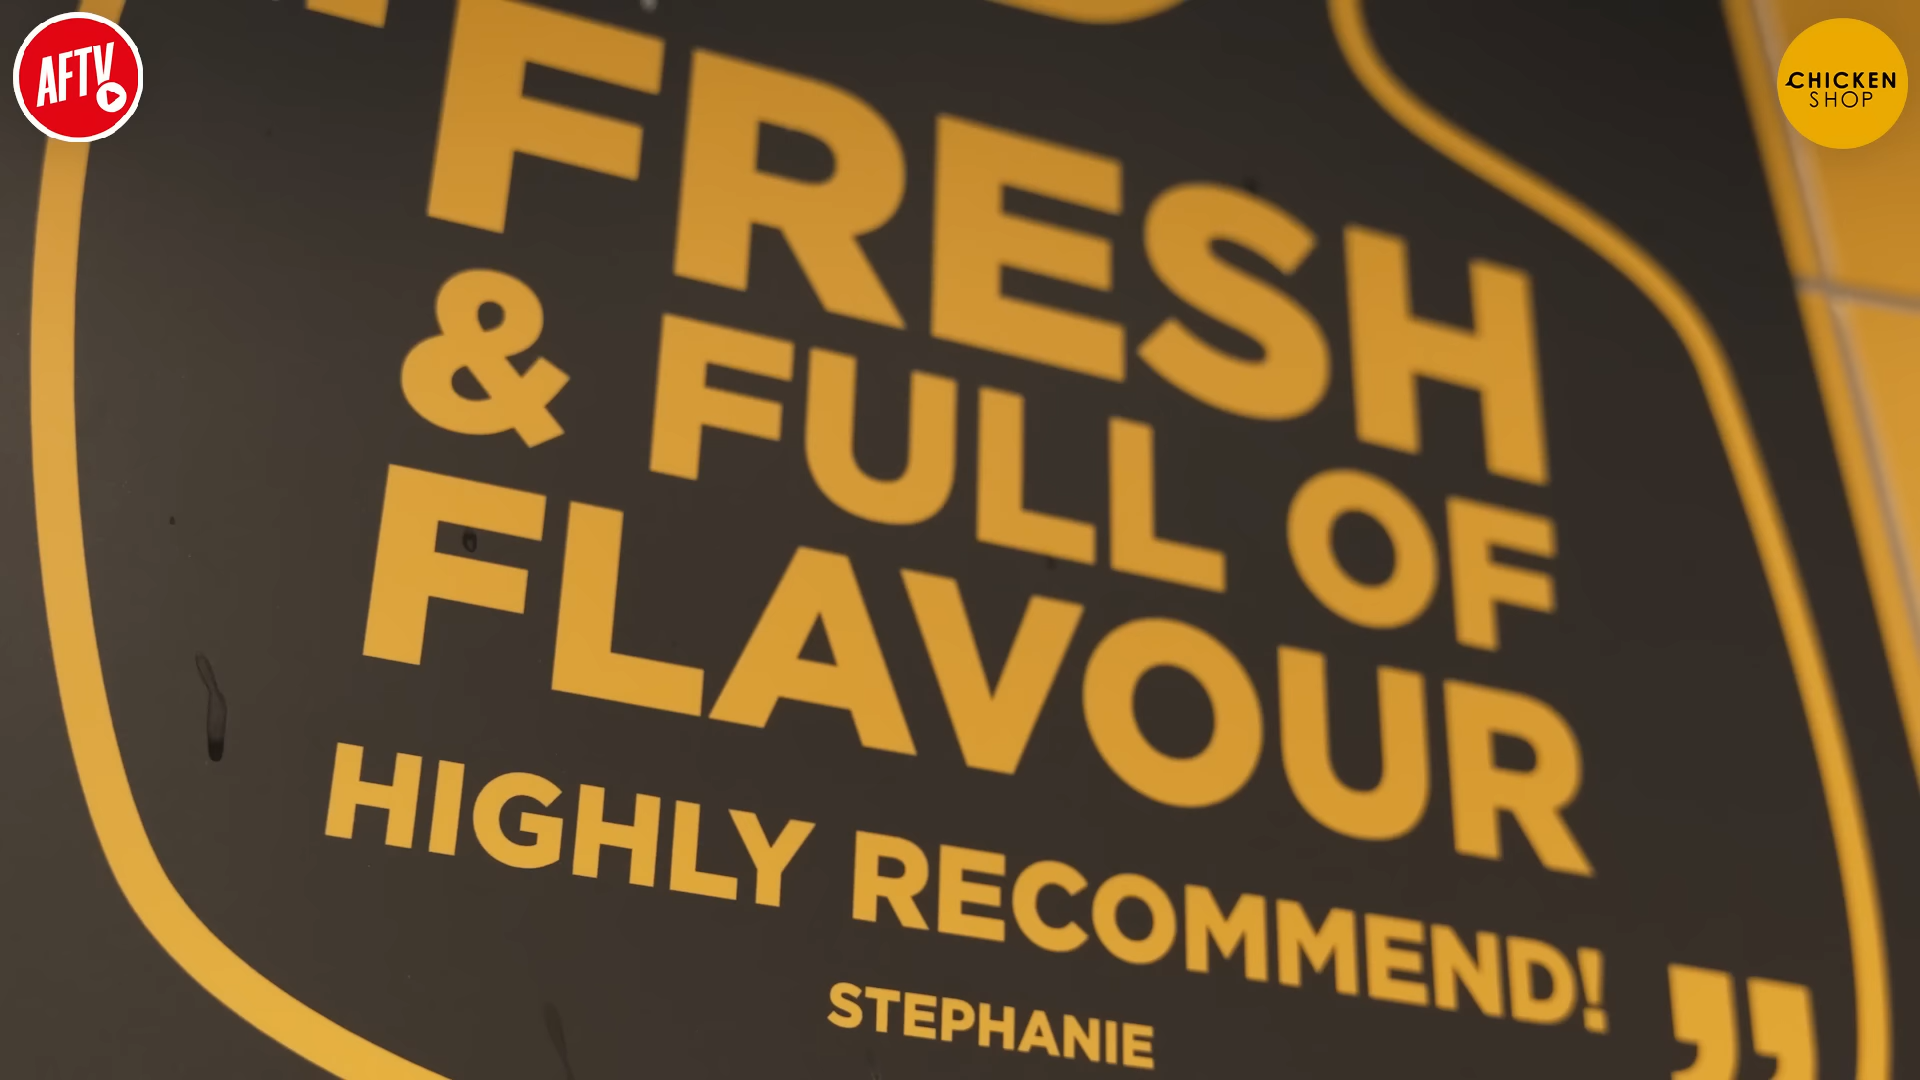 AFTV
CHICKEN
SHOP
FRESH
& FULL OF
FLAVOUR
HIGHLY RECOMMEND!
STEPHANIE
”